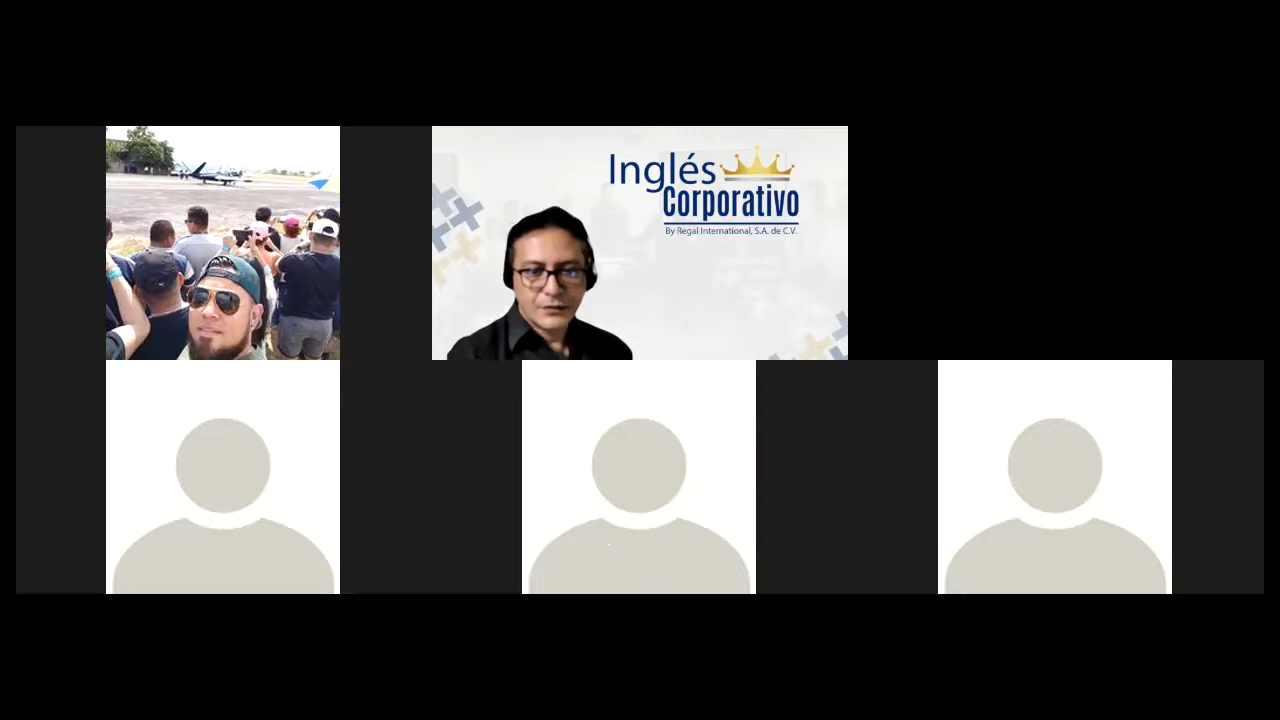 Inglés
Corporativo
By Regal International, S.A. de C.V.